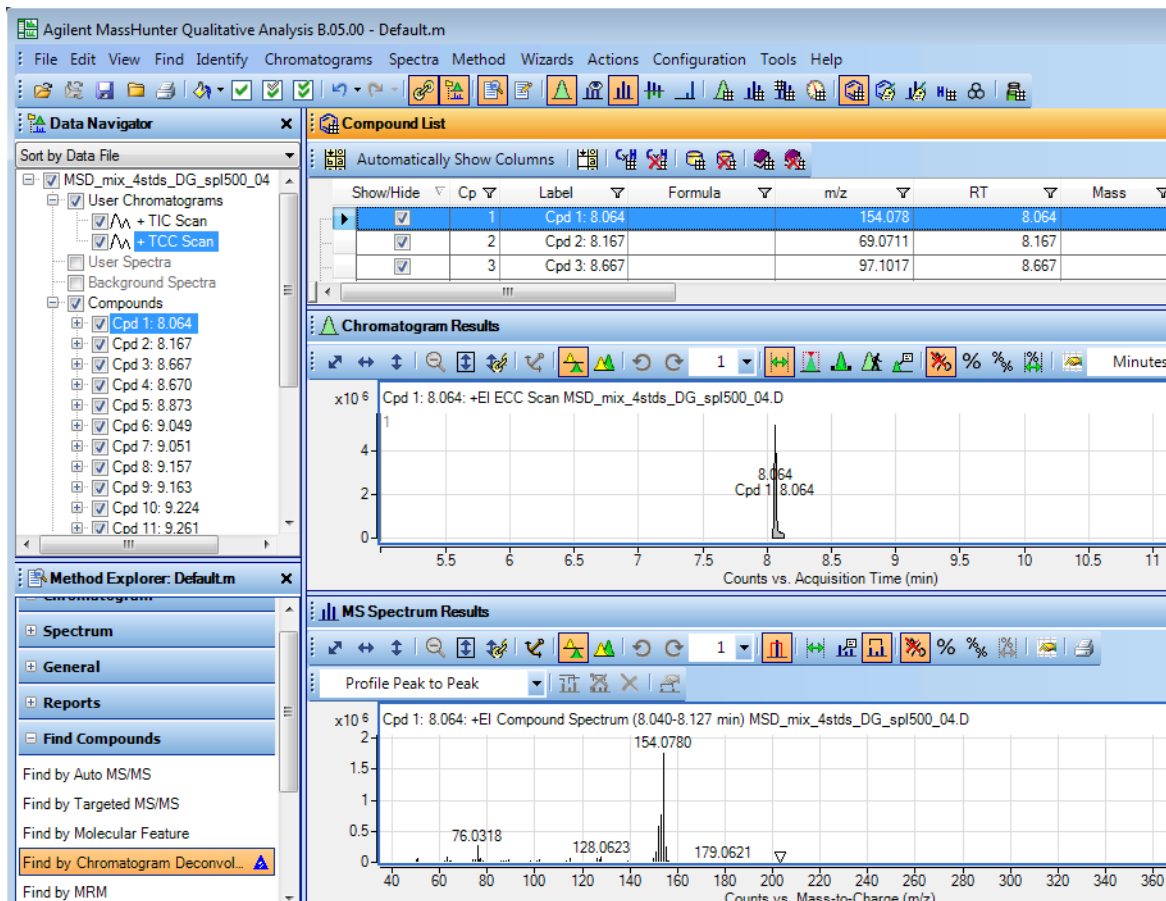 Agilent MassHunter Qualitative Analysis B.05.00 - Default.m
File Edit View Find Identify Chromatograms Spectra Method Wizards Actions Configuration Tools Help
Data Navigator
Sort by Data File
MSD_mix_4stds_DG_spl500_04
User Chromatograms
+ TIC Scan
+ TCC Scan
User Spectra
Background Spectra
Compounds
Cpd 1: 8.064
Cpd 2: 8.167
Cpd 3: 8.667
Cpd 4: 8.670
Cpd 5: 8.873
Cpd 6: 9.049
Cpd 7: 9.051
Cpd 8: 9.157
Cpd 9: 9.163
Cpd 10: 9.224
Cpd 11: 9.261
Method Explorer: Default.m
Chromatogram
Spectrum
General
Reports
Find Compounds
Find by Auto MS/MS
Find by Targeted MS/MS
Find by Molecular Feature
Find by Chromatogram Deconvol...
Find by MRM
Compound List
Automatically Show Columns
Show/Hide Cp Label Formula m/z RT Mass
1 Cpd 1: 8.064 154.078 8.064
2 Cpd 2: 8.167 69.0711 8.167
3 Cpd 3: 8.667 97.1017 8.667
Chromatogram Results
1 Minutes
x10 6 Cpd 1: 8.064: +EI ECC Scan MSD_mix_4stds_DG_spl500_04.D
1
4
8.064
2
Cpd 1: 8.064
0
5.5 6 6.5 7 7.5 8 8.5 9 9.5 10 10.5 11
Counts vs. Acquisition Time (min)
MS Spectrum Results
1
Profile Peak to Peak
x10 6 Cpd 1: 8.064: +EI Compound Spectrum (8.040-8.127 min) MSD_mix_4stds_DG_spl500_04.D
2
154.0780
1.5
1
0.5
76.0318
128.0623
179.0621
0
40 60 80 100 120 140 160 180 200 220 240 260 280 300 320 340 360
Counts vs. Mass-to-Charge (m/z)